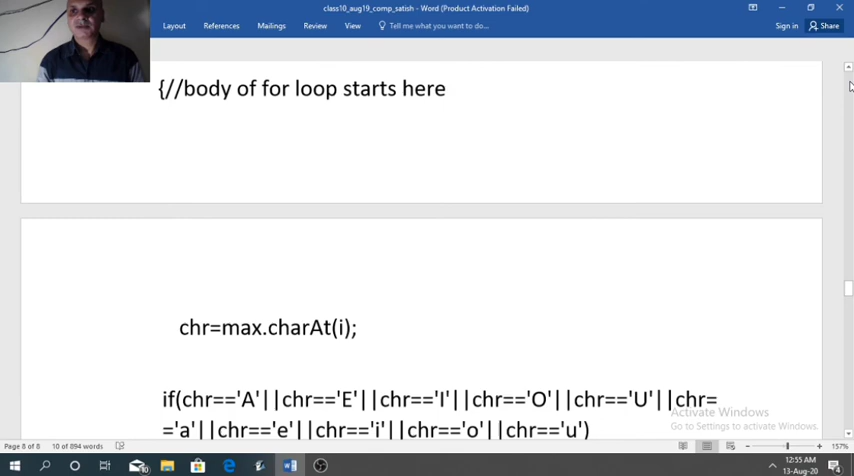 class10_aug19_comp_satish - Word (Product Activation Failed)
Layout References Mailings Review View Tell me what you want to do... Sign in Share
{//body of for loop starts here
chr=max.charAt(i);
if(chr=='A'||chr=='E'||chr=='I'||chr=='O'||chr=='U'||chr=
='a'||chr=='e'||chr=='i'||chr=='o'||chr=='u')
Activate Windows
Go to Settings to activate Windows.
Page 8 of 8 10 of 894 words 157%
12:55 AM
13-Aug-20